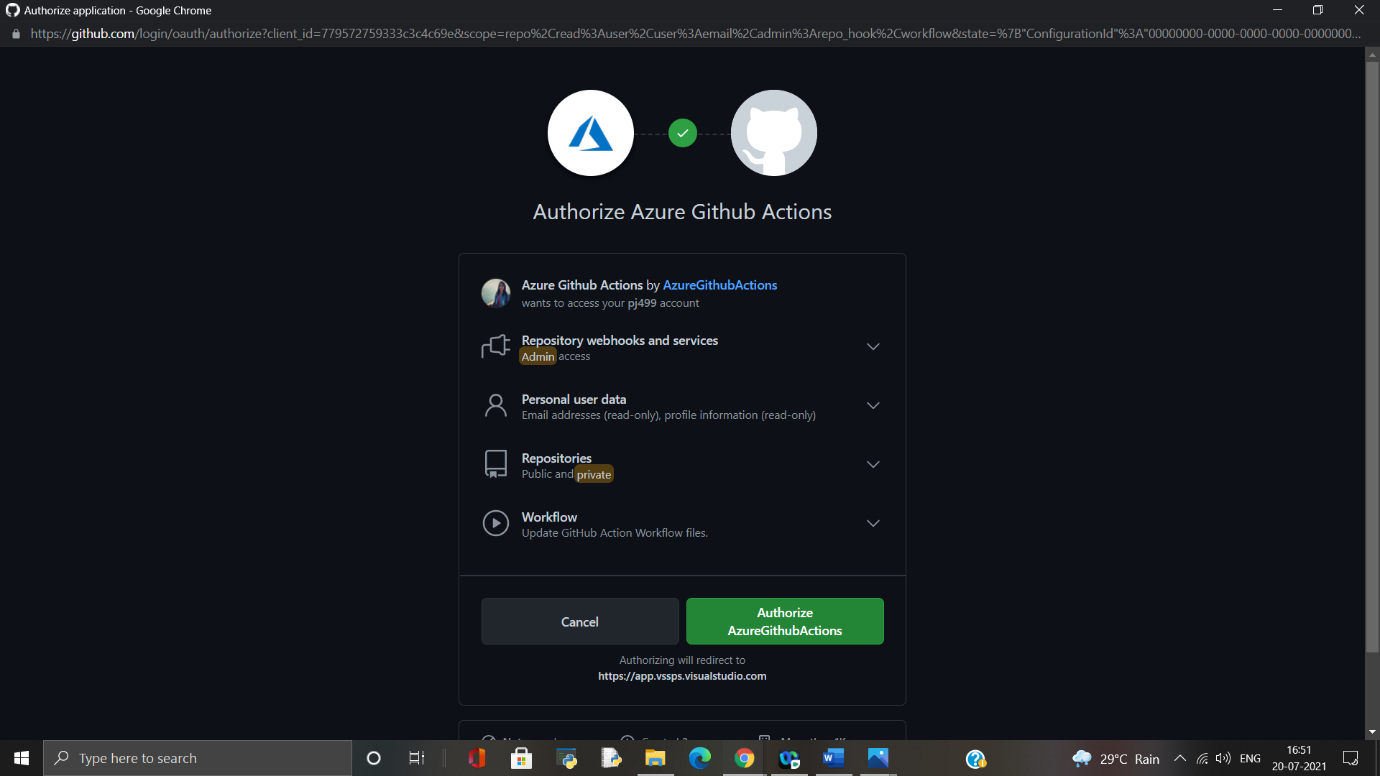 Authorize application - Google Chrome
https://github.com/login/oauth/authorize?client_id=779572759333c3c4c69e&scope=repo%2Cread%3Auser%2Cuser%3Aemail%2Cadmin%3Arepo_hook%2Cworkflow&state=%7B"ConfigurationId"%3A"00000000-0000-0000-0000-0000000...
Authorize Azure Github Actions
Azure Github Actions by AzureGithubActions
wants to access your pj499 account
Repository webhooks and services
Admin access
Personal user data
Email addresses (read-only), profile information (read-only)
Repositories
Public and private
Workflow
Update GitHub Action Workflow files.
Cancel
Authorize
AzureGithubActions
Authorizing will redirect to
https://app.vssps.visualstudio.com
Type here to search
29°C Rain
ENG
16:51
20-07-2021